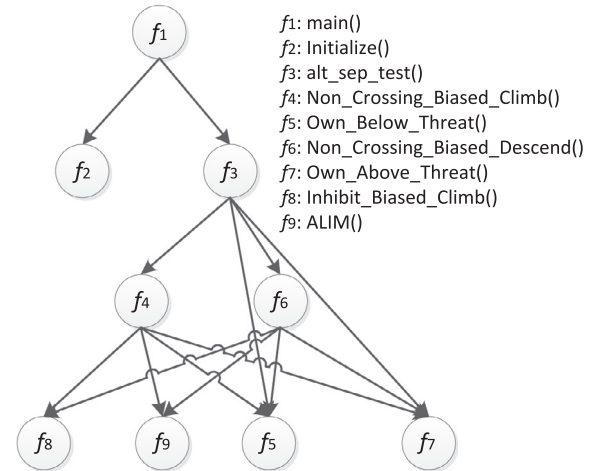 f1
f1: main()
f2: Initialize()
f3: alt_sep_test()
f4: Non_Crossing_Biased_Climb()
f5: Own_Below_Threat()
f6: Non_Crossing_Biased_Descend()
f7: Own_Above_Threat()
f8: Inhibit_Biased_Climb()
f9: ALIM()
f2
f3
f4
f6
f8
f9
f5
f7